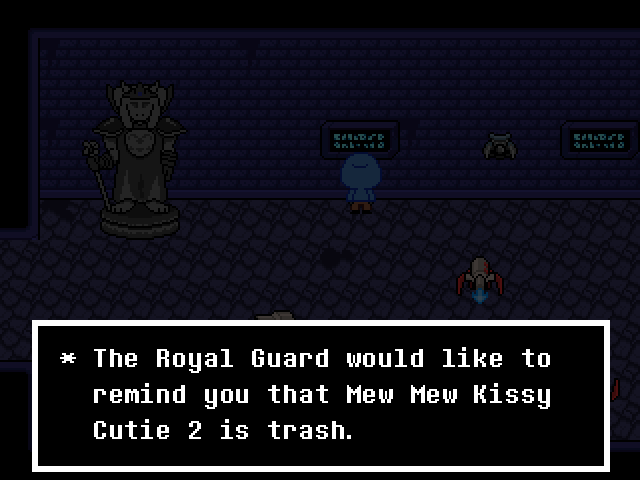 * The Royal Guard would like to
remind you that Mew Mew Kissy
Cutie 2 is trash.